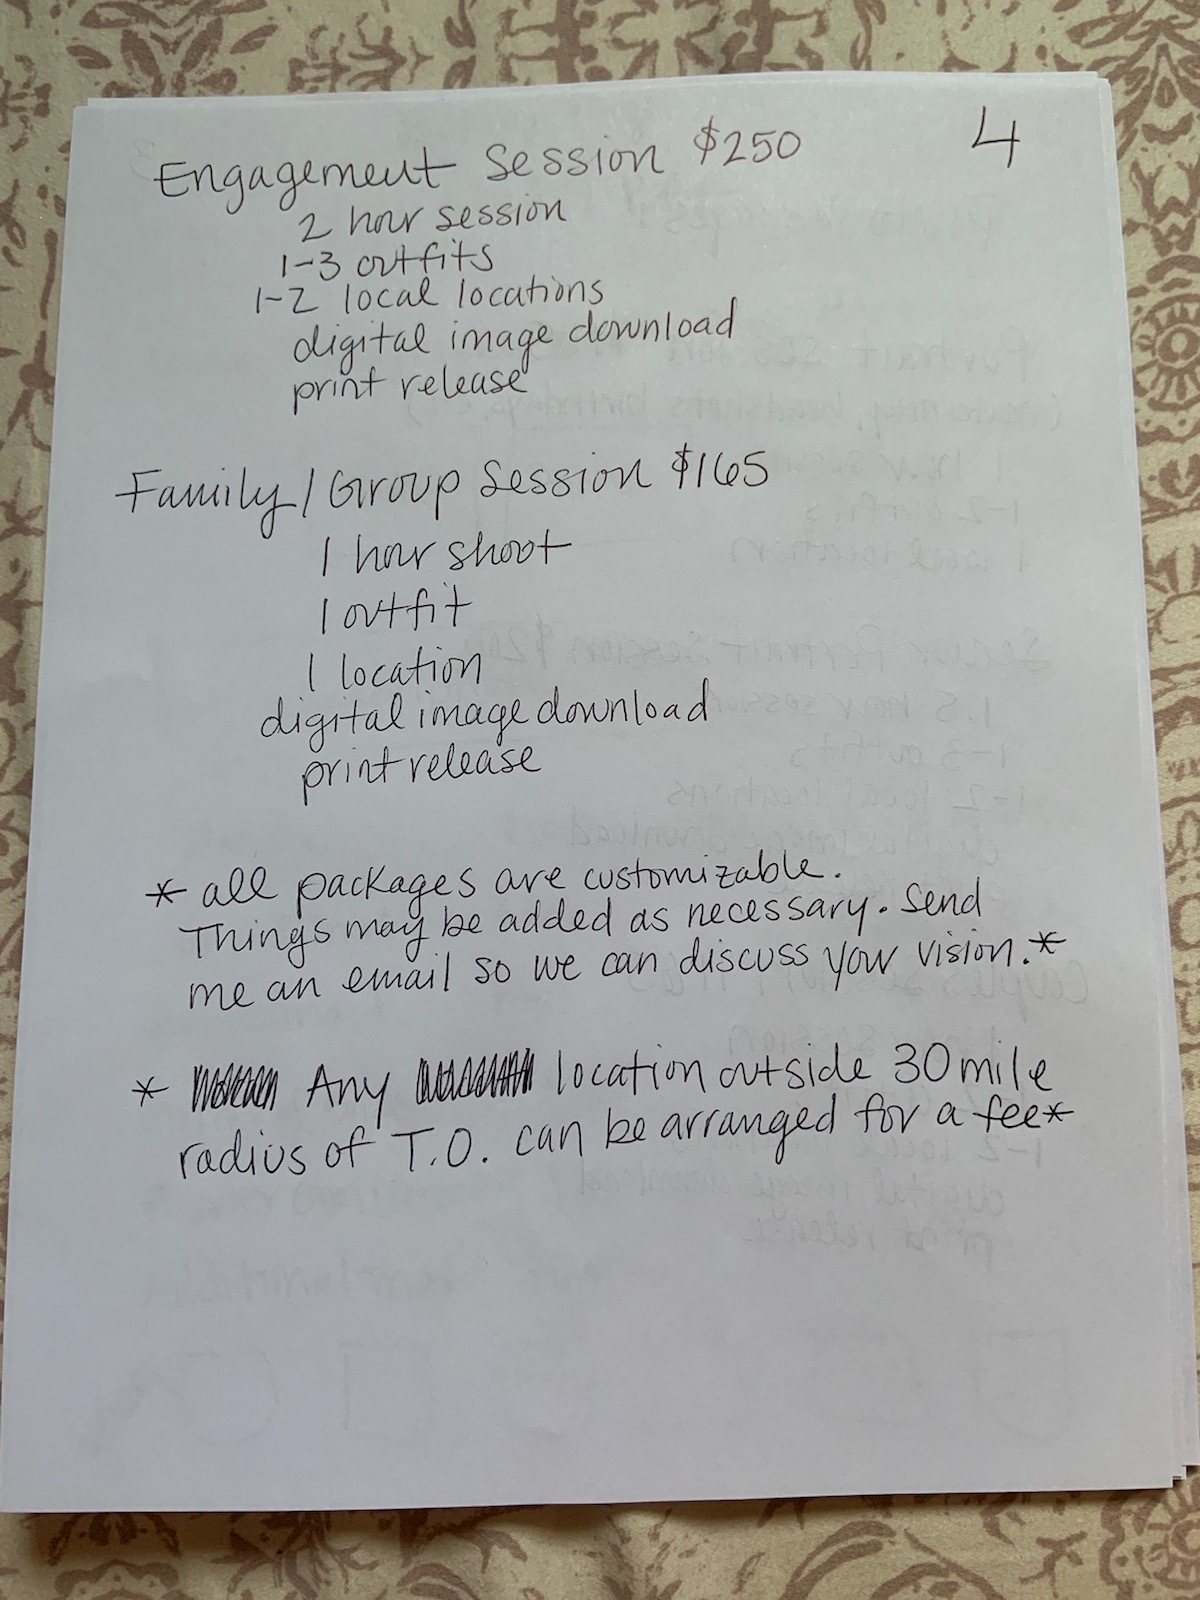 4
Engagement Session $250
2 hour session
1-3 outfits
1-2 local locations
digital image download
print release
Family/Group Session $165
1 hour shoot
1 outfit
1 location
digital image download
print release
* all packages are customizable.
Things may be added as necessary. Send
me an email so we can discuss your vision.*
* Any location outside 30 mile
radius of T.O. can be arranged for a fee*